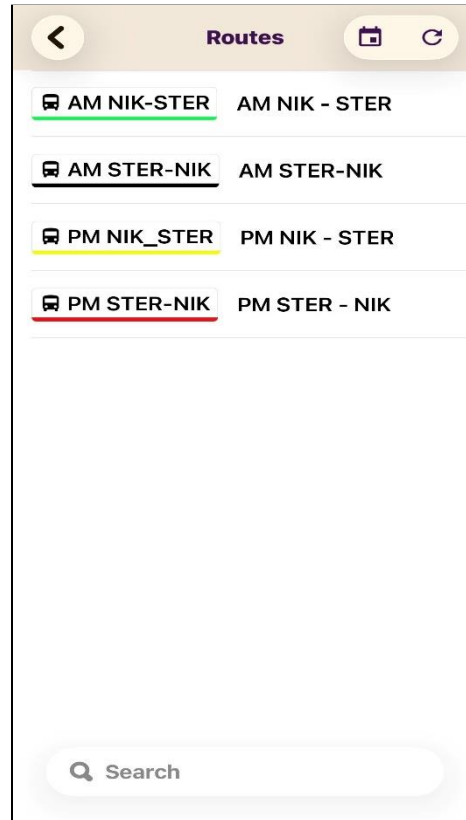 Routes
AM NIK-STER AM NIK - STER
AM STER-NIK AM STER-NIK
PM NIK_STER PM NIK - STER
PM STER-NIK PM STER - NIK
Search